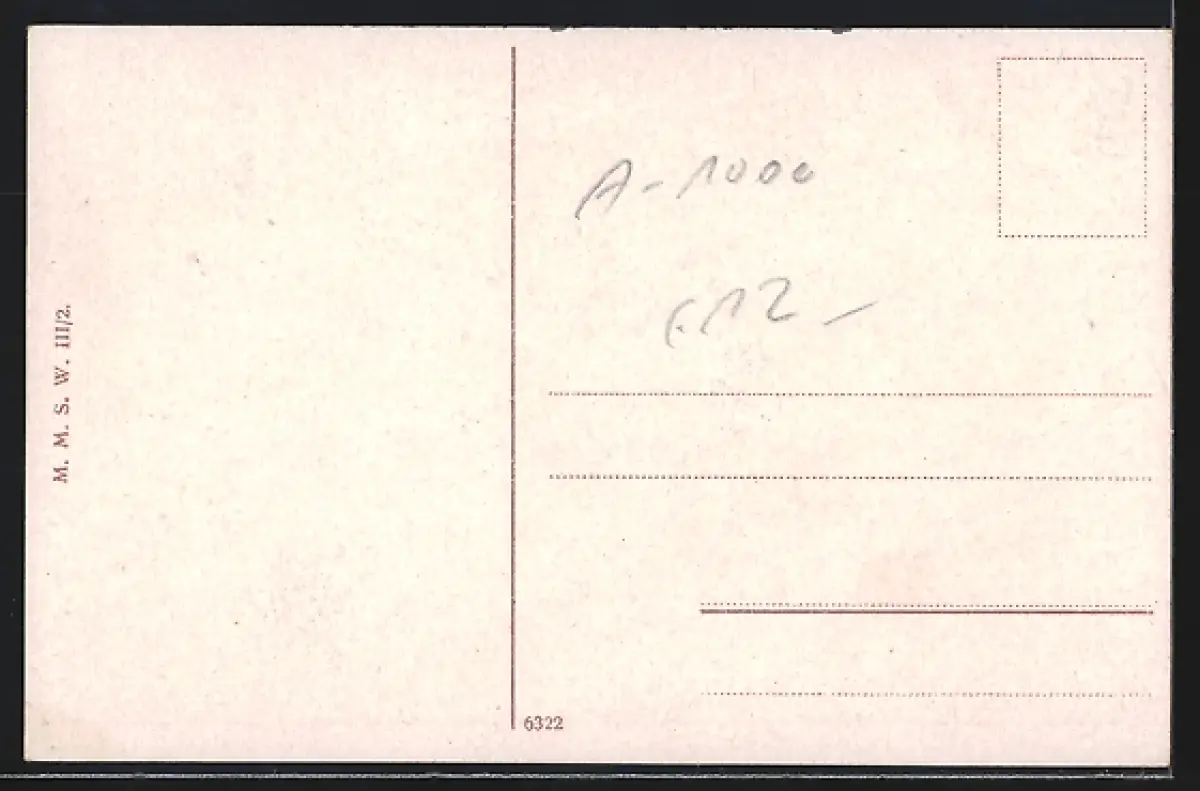 M. M. S. W. III/2.
A - 1000
€12 -
6322